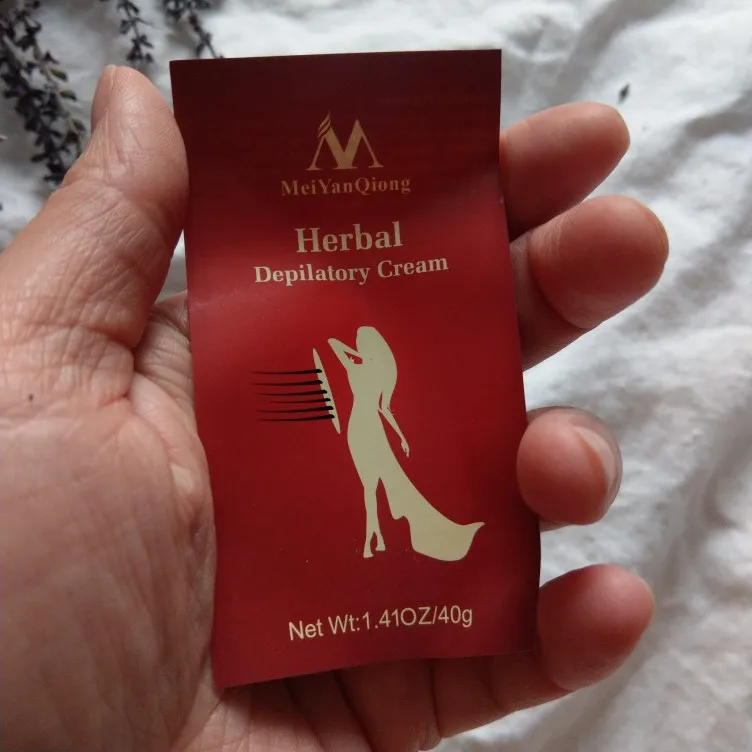 MeiYanQiong
Herbal
Depilatory Cream
Net Wt:1.41OZ/40g